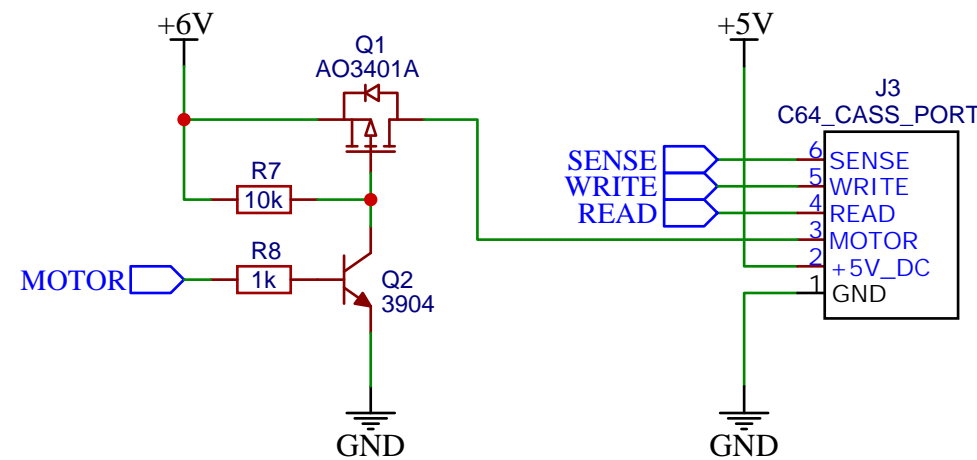 +6V
Q1
AO3401A
R7
10k
MOTOR
R8
1k
Q2
3904
GND
+5V
J3
C64_CASS_PORT
SENSE
6
SENSE
WRITE
5
WRITE
READ
4
READ
3
MOTOR
2
+5V_DC
1
GND
GND